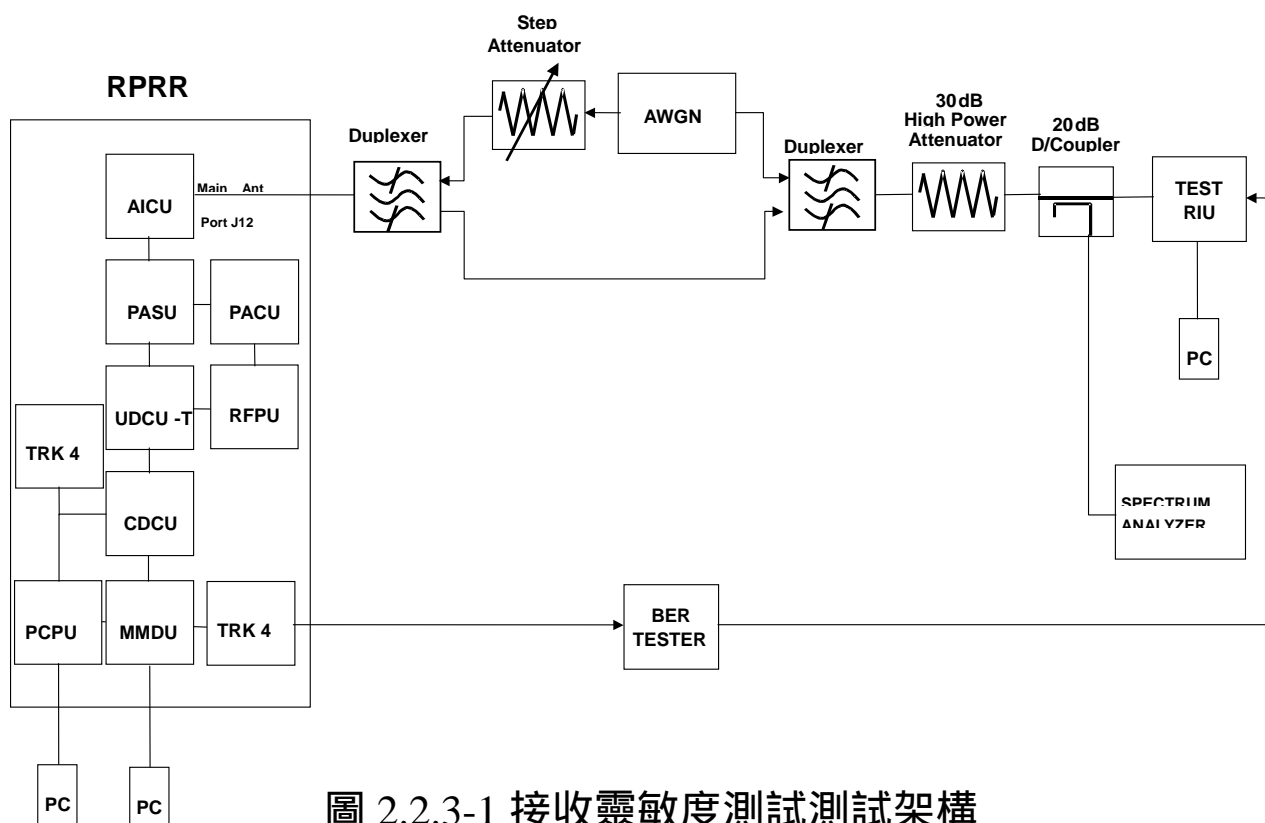 Step
Attenuator
RPRR
AWGN
30dB
High Power
Attenuator
20dB
D/Coupler
Duplexer
Duplexer
AICU
Main Ant
Port J12
TEST
RIU
PASU
PACU
PC
UDCU -T
RFPU
TRK 4
CDCU
SPECTRUM
ANALYZER
PCPU
MMDU
TRK 4
BER
TESTER
PC
PC
圖 2.2.3-1 接收靈敏度測試測試架構